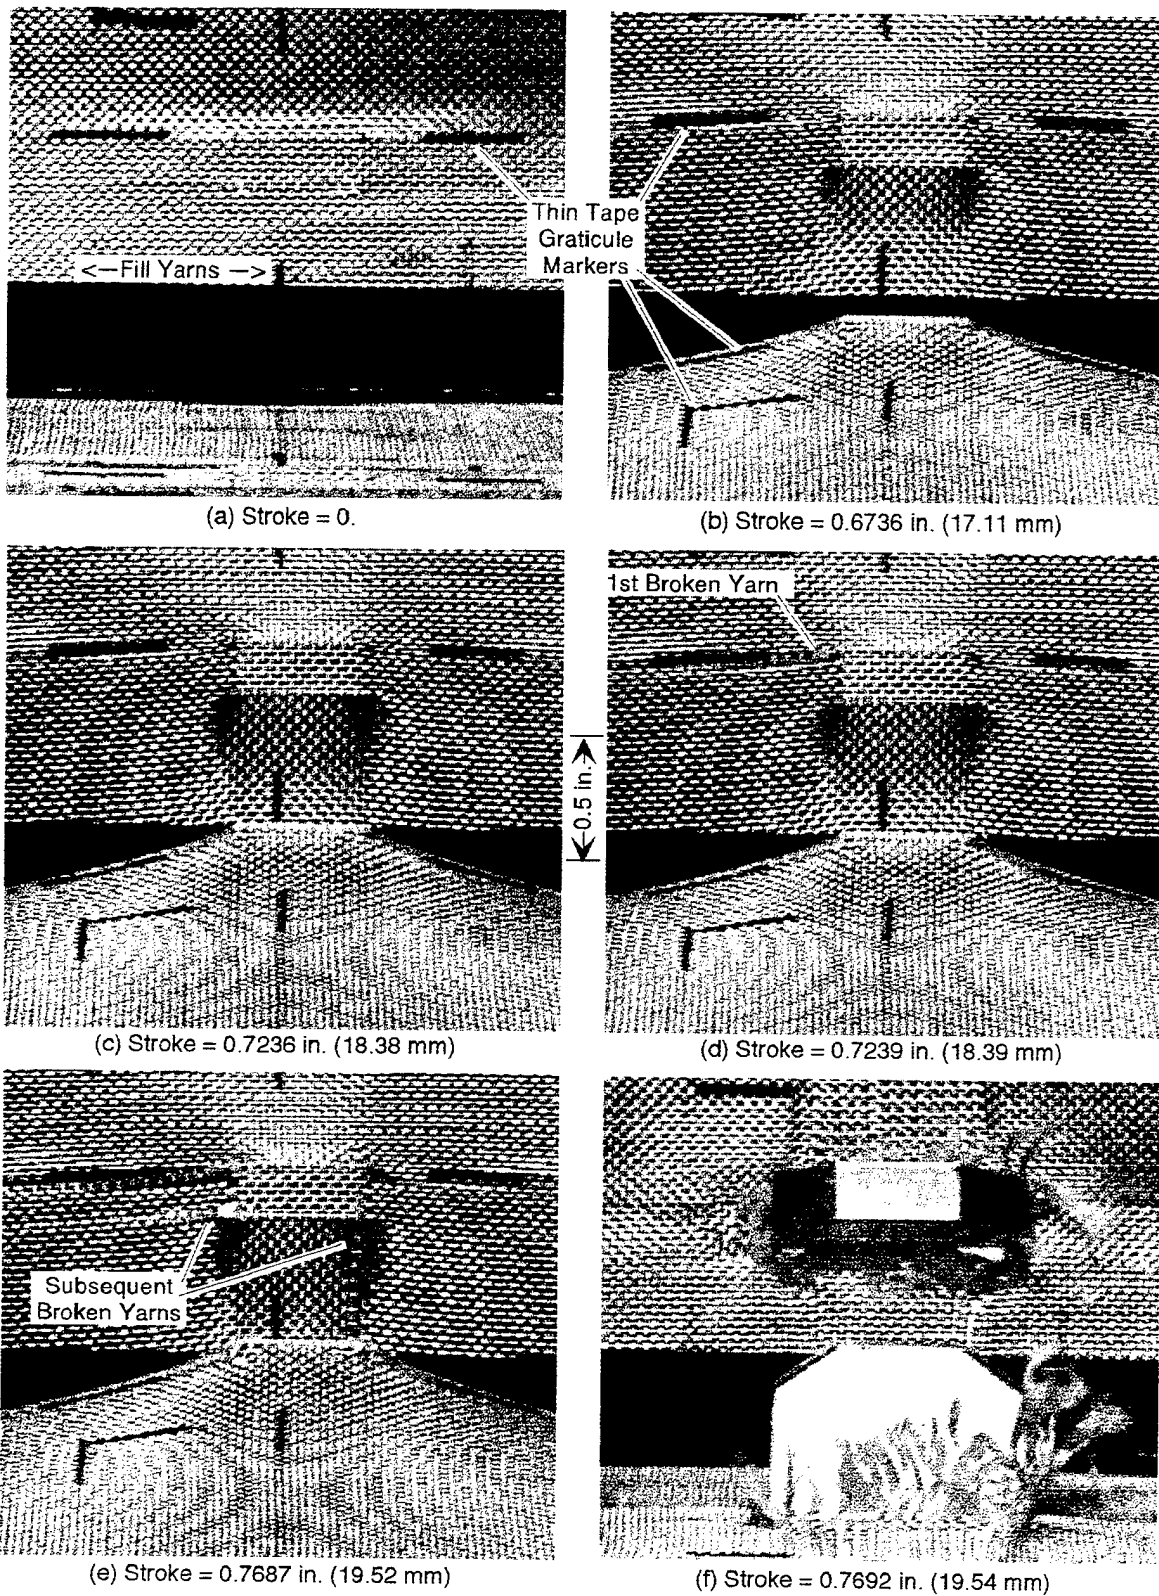 <—Fill Yarns —>
Thin Tape
Graticule
Markers
(a) Stroke = 0.
(b) Stroke = 0.6736 in. (17.11 mm)
1st Broken Yarn
0.5 in.
(c) Stroke = 0.7236 in. (18.38 mm)
(d) Stroke = 0.7239 in. (18.39 mm)
Subsequent
Broken Yarns
(e) Stroke = 0.7687 in. (19.52 mm)
(f) Stroke = 0.7692 in. (19.54 mm)